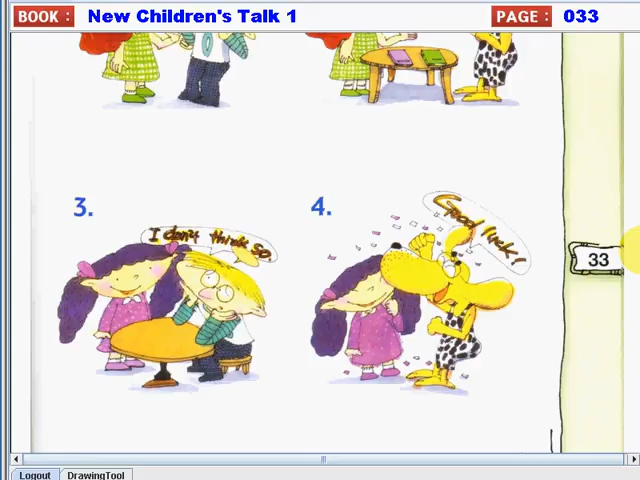 BOOK : New Children's Talk 1 PAGE : 033
3.
4.
I don't think so.
Good luck!
33
Logout DrawingTool